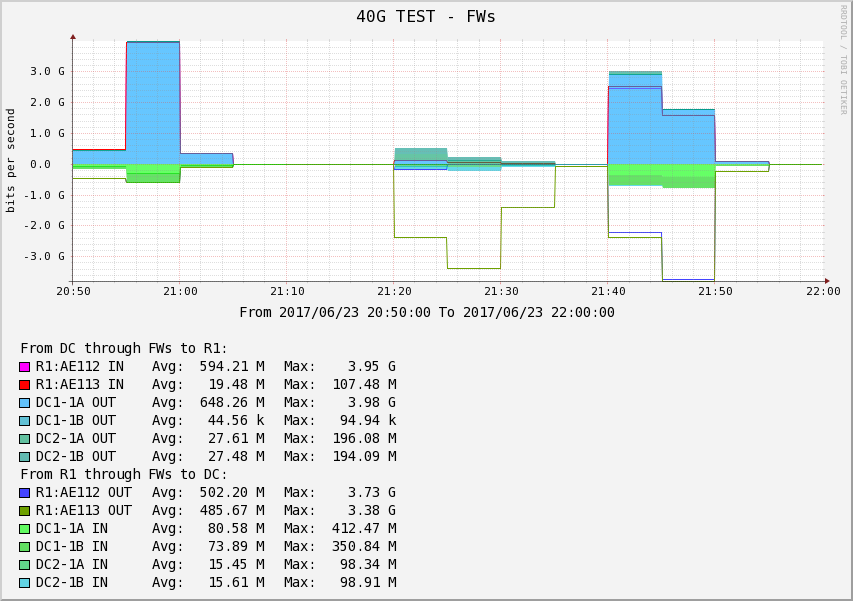 40G TEST - FWs
RRDTOOL / TOBI OETIKER
bits per second
3.0 G
2.0 G
1.0 G
0.0
-1.0 G
-2.0 G
-3.0 G
20:50 21:00 21:10 21:20 21:30 21:40 21:50 22:00
From 2017/06/23 20:50:00 To 2017/06/23 22:00:00
From DC through FWs to R1:
R1:AE112 IN Avg: 594.21 M Max: 3.95 G
R1:AE113 IN Avg: 19.48 M Max: 107.48 M
DC1-1A OUT Avg: 648.26 M Max: 3.98 G
DC1-1B OUT Avg: 44.56 k Max: 94.94 k
DC2-1A OUT Avg: 27.61 M Max: 196.08 M
DC2-1B OUT Avg: 27.48 M Max: 194.09 M
From R1 through FWs to DC:
R1:AE112 OUT Avg: 502.20 M Max: 3.73 G
R1:AE113 OUT Avg: 485.67 M Max: 3.38 G
DC1-1A IN Avg: 80.58 M Max: 412.47 M
DC1-1B IN Avg: 73.89 M Max: 350.84 M
DC2-1A IN Avg: 15.45 M Max: 98.34 M
DC2-1B IN Avg: 15.61 M Max: 98.91 M